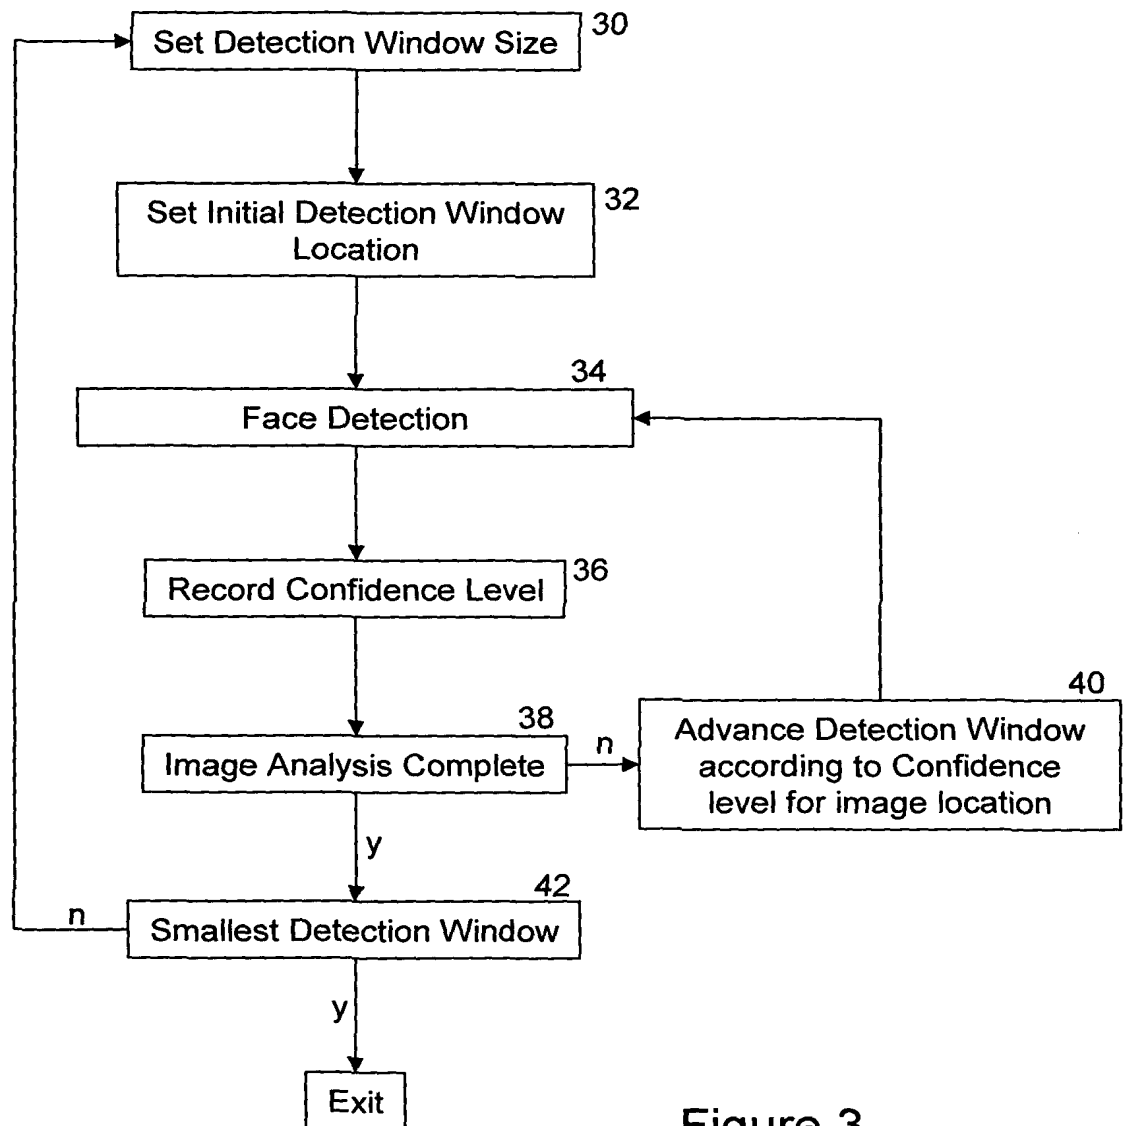 Set Detection Window Size
30
Set Initial Detection Window
Location
32
34
Face Detection
Record Confidence Level
36
38
Image Analysis Complete
n
40
Advance Detection Window
according to Confidence
level for image location
y
42
n
Smallest Detection Window
y
Exit
Figure 3